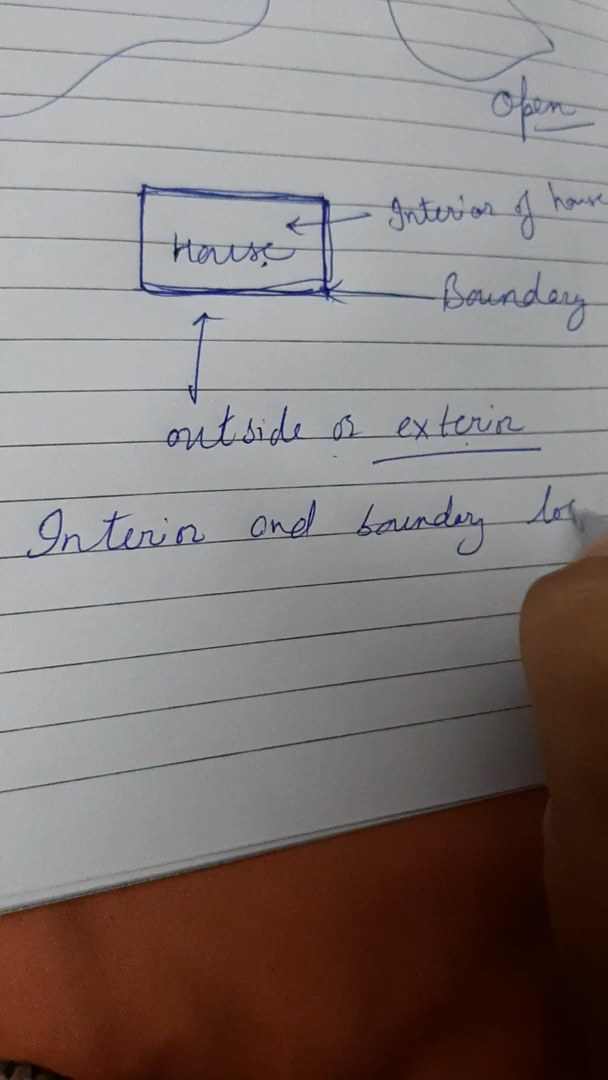 Open
Interior of house
House
Boundary
outside or exterior
Interior and boundary